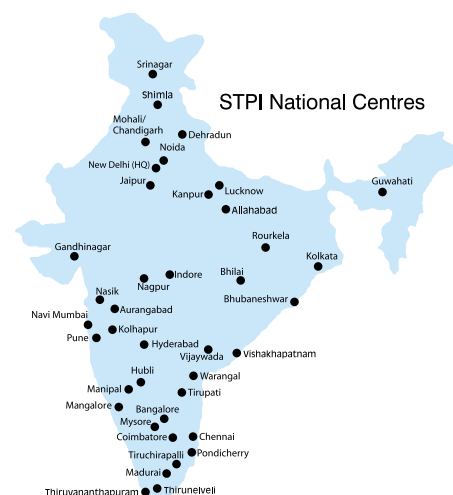 Srinagar
Shimla
STPI National Centres
Mohali/
Chandigarh
Dehradun
Noida
New Delhi (HQ)
Jaipur
Kanpur
Lucknow
Guwahati
Allahabad
Rourkela
Gandhinagar
Kolkata
Indore
Bhilai
Nagpur
Nasik
Bhubaneshwar
Aurangabad
Navi Mumbai
Kolhapur
Pune
Hyderabad
Vijaywada
Vishakhapatnam
Hubli
Warangal
Manipal
Tirupati
Mangalore
Bangalore
Mysore
Coimbatore
Chennai
Tiruchirapalli
Pondicherry
Madurai
Thiruvananthapuram
Thirunelveli